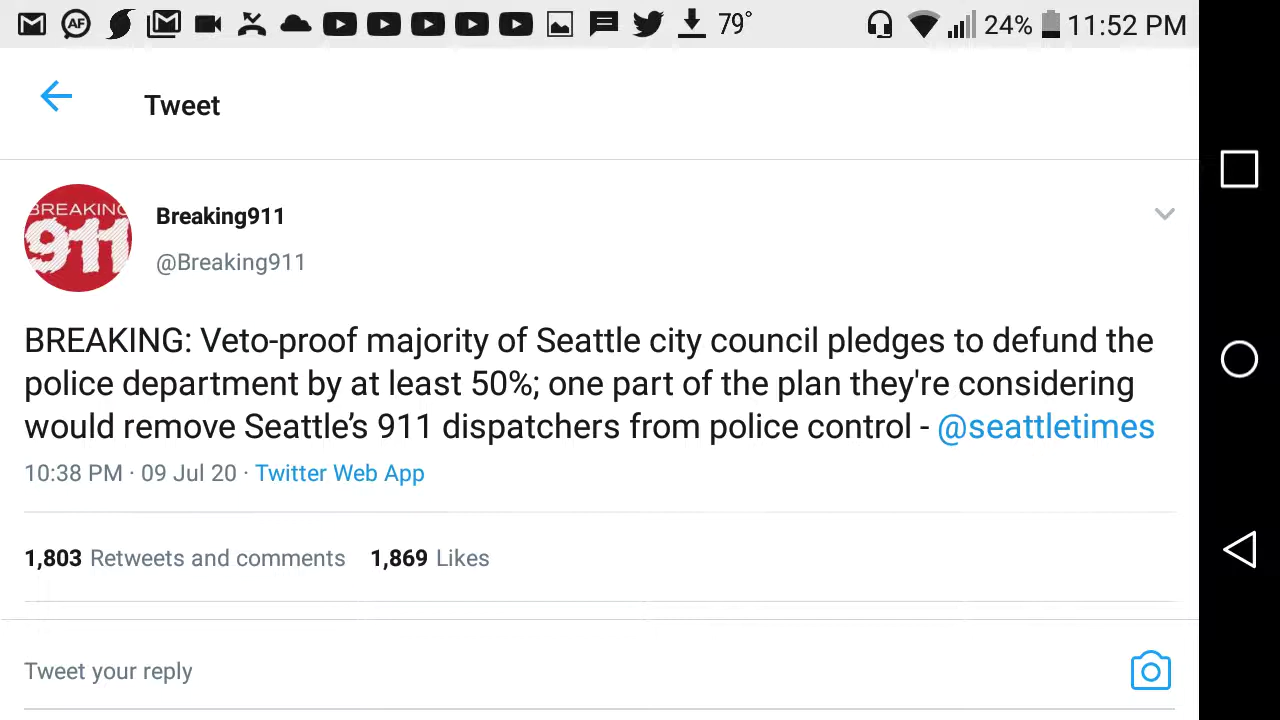 AF 79° 24% 11:52 PM
Tweet
BREAKING
911
Breaking911
@Breaking911
BREAKING: Veto-proof majority of Seattle city council pledges to defund the
police department by at least 50%; one part of the plan they're considering
would remove Seattle’s 911 dispatchers from police control - @seattletimes
10:38 PM · 09 Jul 20 · Twitter Web App
1,803 Retweets and comments 1,869 Likes
Tweet your reply